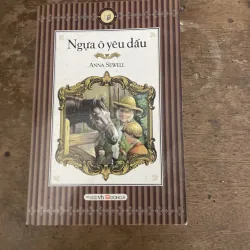 Ngựa ô yêu dấu
ANNA SEWELL